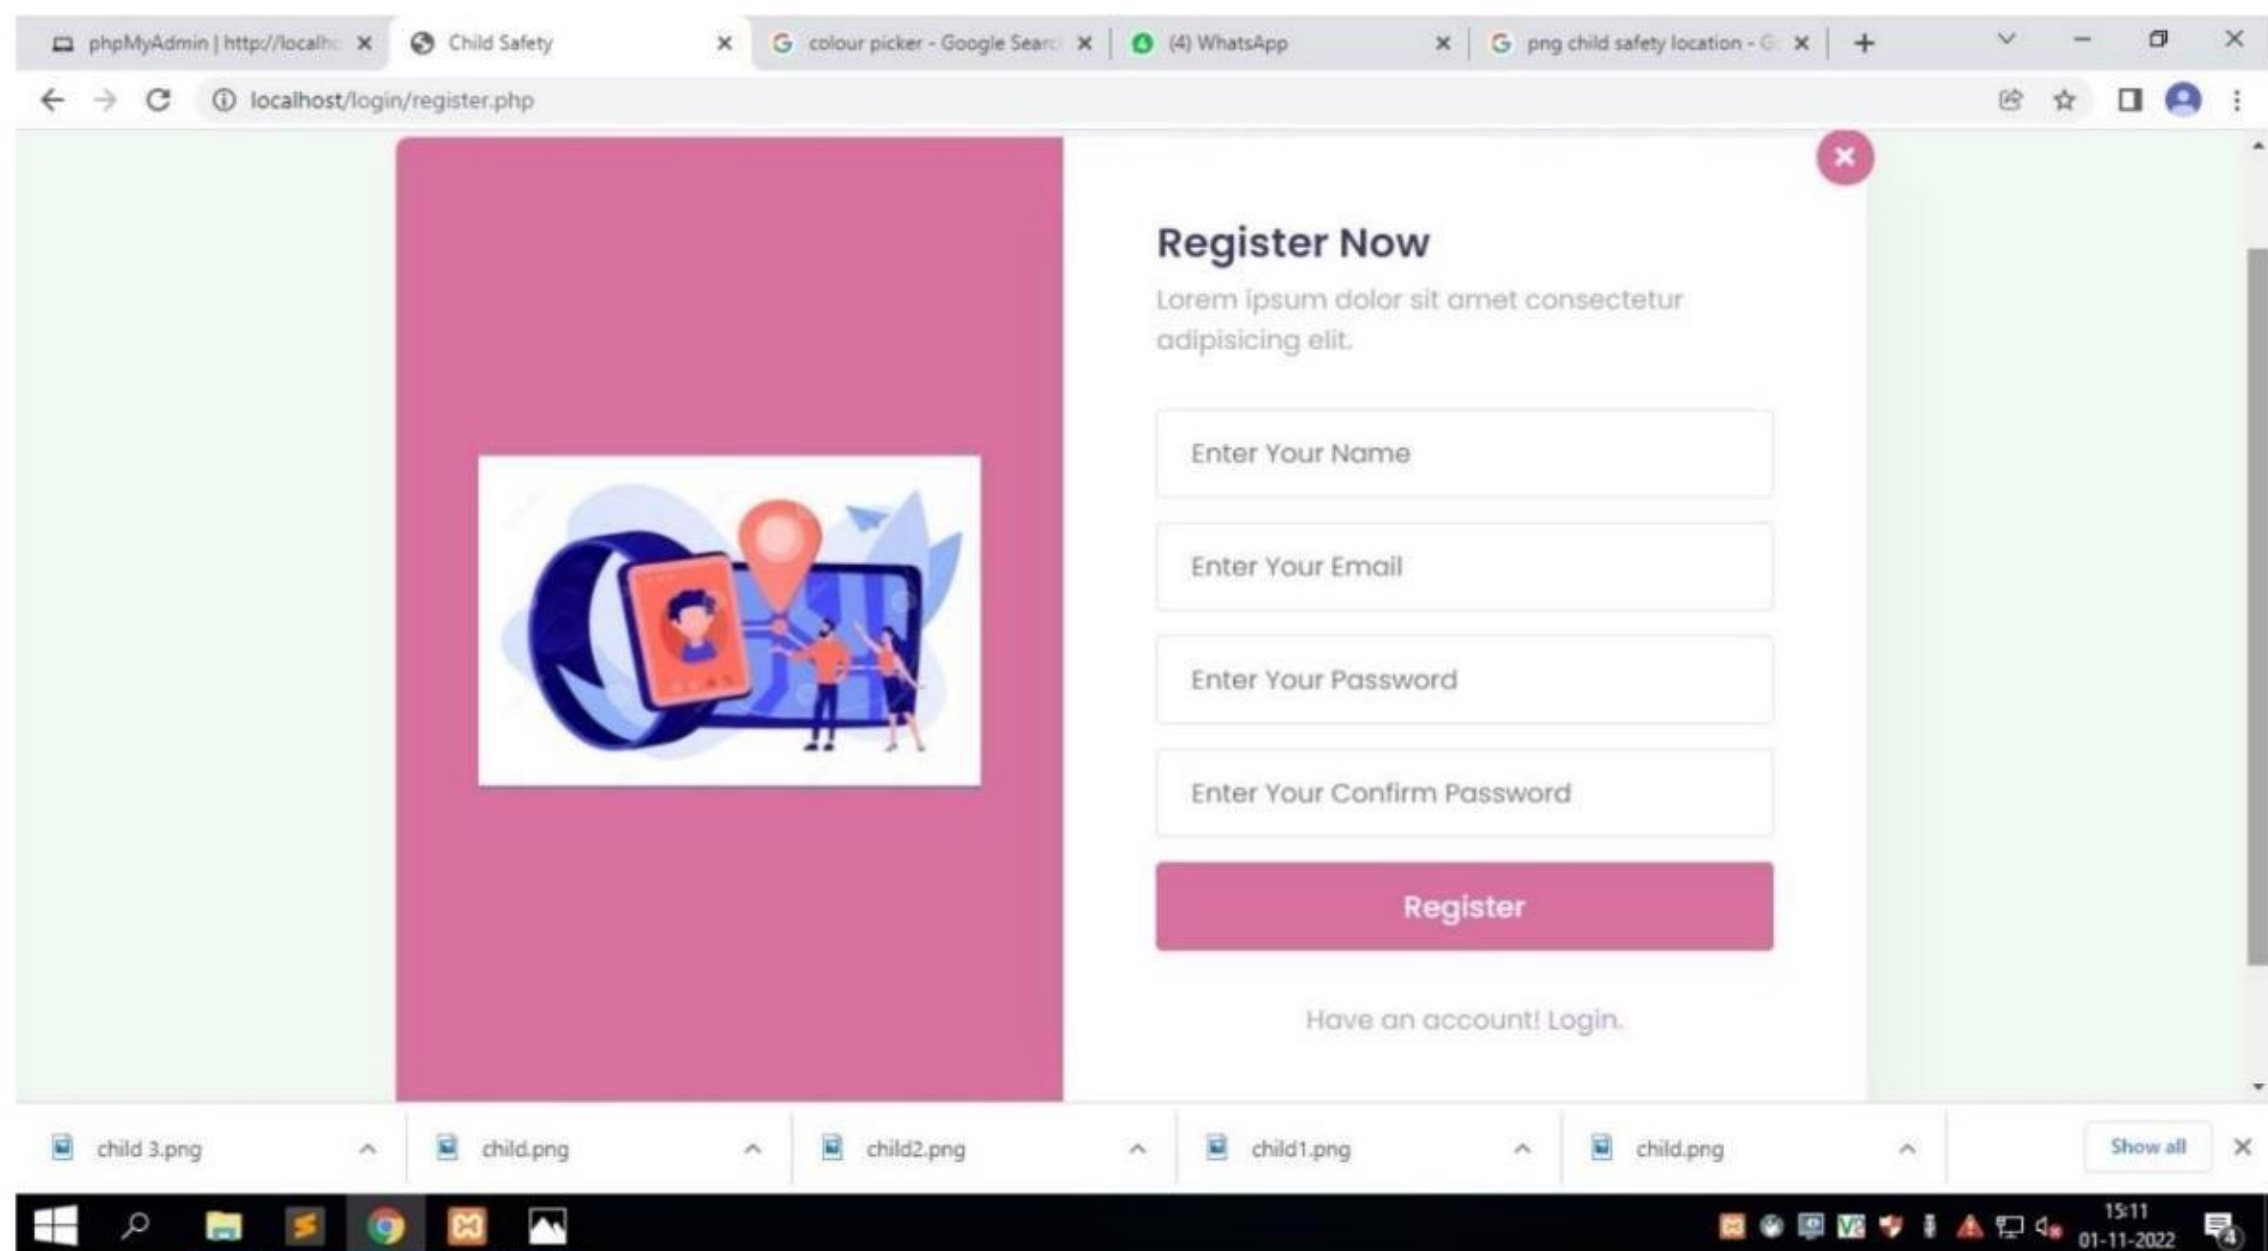 phpMyAdmin | http://localho
Child Safety
colour picker - Google Search
(4) WhatsApp
png child safety location - G
localhost/login/register.php
Register Now
Lorem ipsum dolor sit amet consectetur
adipisicing elit.
Enter Your Name
Enter Your Email
Enter Your Password
Enter Your Confirm Password
Register
Have an account! Login.
child 3.png
child.png
child2.png
child1.png
child.png
Show all
15:11
01-11-2022
4